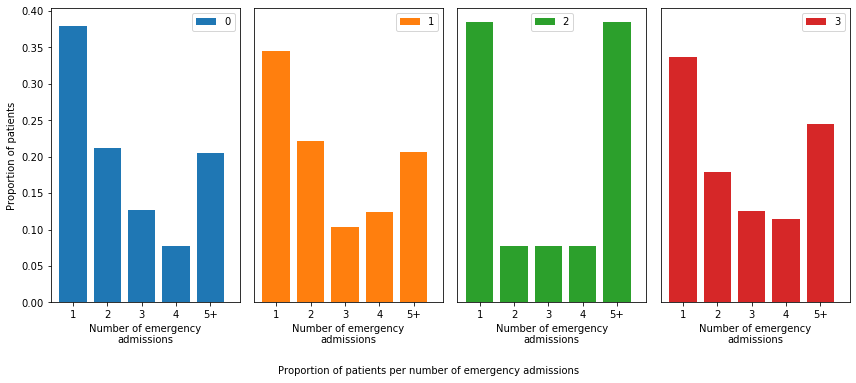 0.40
0.35
0.30
0.25
0.20
0.15
0.10
0.05
0.00
Proportion of patients
0
1
2
3
1 2 3 4 5+
1 2 3 4 5+
1 2 3 4 5+
1 2 3 4 5+
Number of emergency
admissions
Number of emergency
admissions
Number of emergency
admissions
Number of emergency
admissions
Proportion of patients per number of emergency admissions